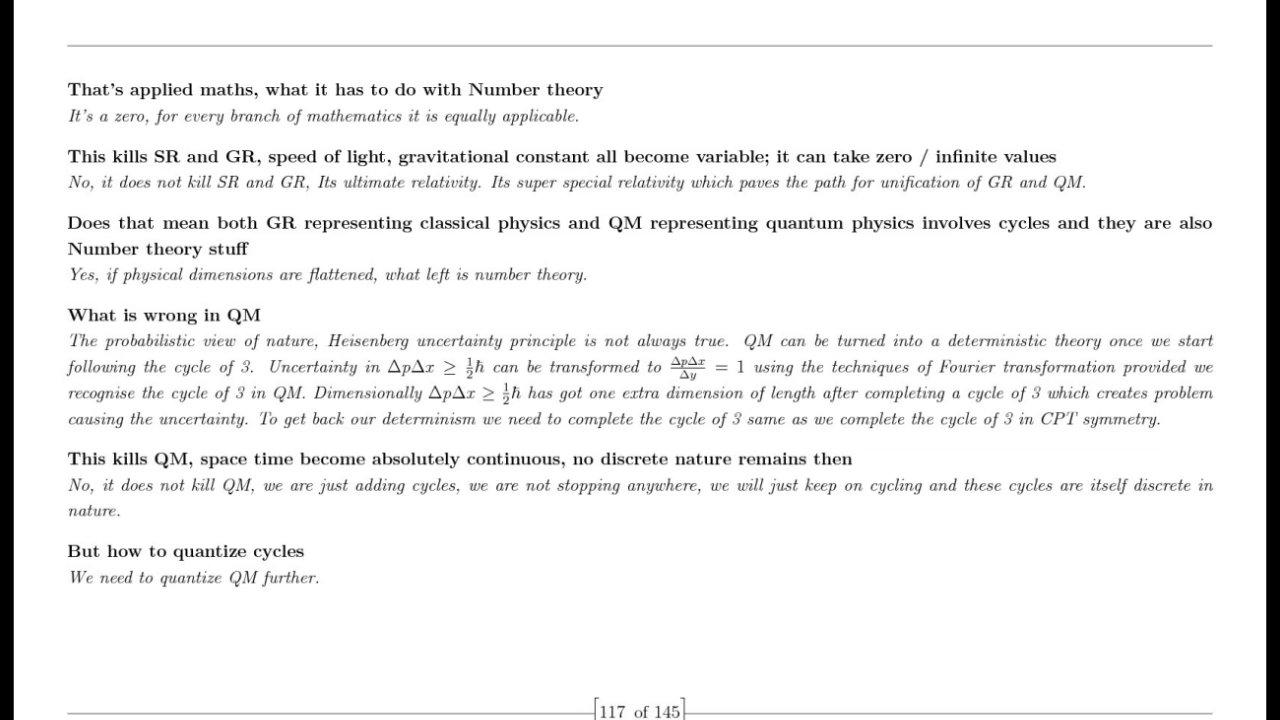 That's applied maths, what it has to do with Number theory
It's a zero, for every branch of mathematics it is equally applicable.
This kills SR and GR, speed of light, gravitational constant all become variable; it can take zero / infinite values
No, it does not kill SR and GR, Its ultimate relativity. Its super special relativity which paves the path for unification of GR and QM.
Does that mean both GR representing classical physics and QM representing quantum physics involves cycles and they are also
Number theory stuff
Yes, if physical dimensions are flattened, what left is number theory.
What is wrong in QM
The probabilistic view of nature, Heisenberg uncertainty principle is not always true. QM can be turned into a deterministic theory once we start
following the cycle of 3. Uncertainty in ΔpΔx ≥ ½ℏ can be transformed to ΔpΔx/Δy = 1 using the techniques of Fourier transformation provided we
recognise the cycle of 3 in QM. Dimensionally ΔpΔx ≥ ½ℏ has got one extra dimension of length after completing a cycle of 3 which creates problem
causing the uncertainty. To get back our determinism we need to complete the cycle of 3 same as we complete the cycle of 3 in CPT symmetry.
This kills QM, space time become absolutely continuous, no discrete nature remains then
No, it does not kill QM, we are just adding cycles, we are not stopping anywhere, we will just keep on cycling and these cycles are itself discrete in
nature.
But how to quantize cycles
We need to quantize QM further.
[117 of 145]